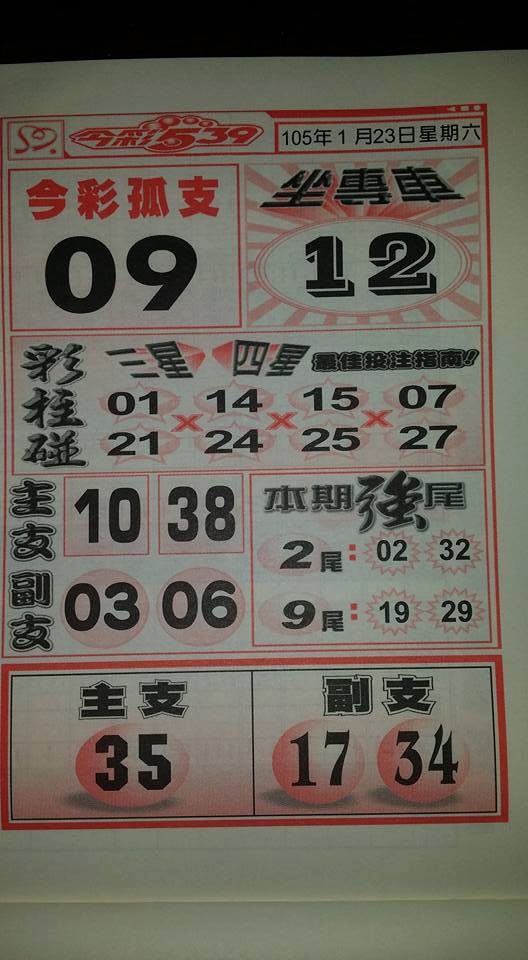 今彩539
105年1月23日星期六
今彩孤支
09
專車
12
彩柱碰
三星 四星 最佳投注指南!!
01 × 14 × 15 × 07
21 24 25 27
主支 10 38
副支 03 06
本期強尾
2尾: 02 32
9尾: 19 29
主支
35
副支
17 34